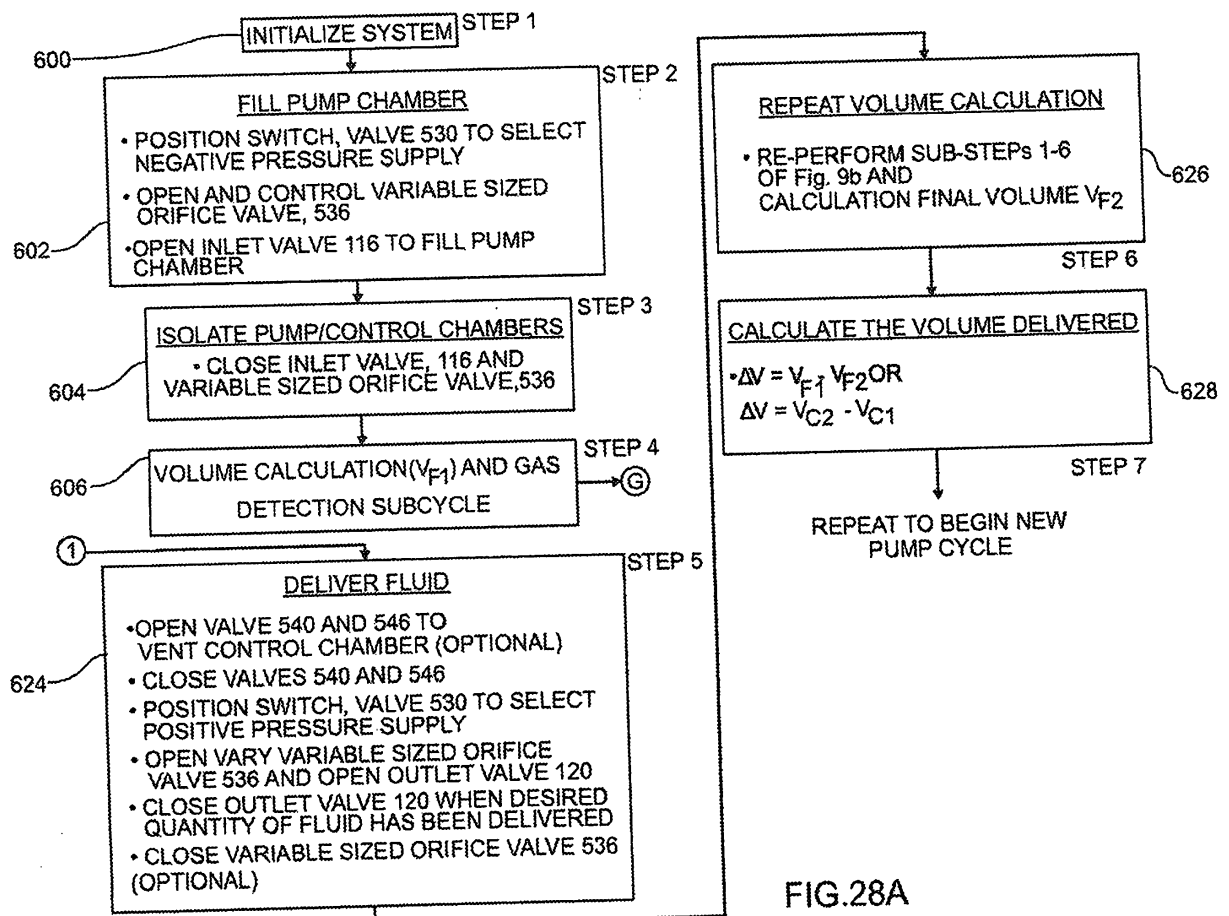 INITIALIZE SYSTEM
STEP 1
600
STEP 2
FILL PUMP CHAMBER
• POSITION SWITCH, VALVE 530 TO SELECT
NEGATIVE PRESSURE SUPPLY
• OPEN AND CONTROL VARIABLE SIZED
ORIFICE VALVE, 536
• OPEN INLET VALVE 116 TO FILL PUMP
CHAMBER
602
STEP 3
ISOLATE PUMP/CONTROL CHAMBERS
• CLOSE INLET VALVE, 116 AND
VARIABLE SIZED ORIFICE VALVE,536
604
STEP 4
VOLUME CALCULATION(VF1) AND GAS
DETECTION SUBCYCLE
606
G
1
STEP 5
DELIVER FLUID
•OPEN VALVE 540 AND 546 TO
VENT CONTROL CHAMBER (OPTIONAL)
• CLOSE VALVES 540 AND 546
• POSITION SWITCH, VALVE 530 TO SELECT
POSITIVE PRESSURE SUPPLY
• OPEN VARY VARIABLE SIZED ORIFICE
VALVE 536 AND OPEN OUTLET VALVE 120
• CLOSE OUTLET VALVE 120 WHEN DESIRED
QUANTITY OF FLUID HAS BEEN DELIVERED
• CLOSE VARIABLE SIZED ORIFICE VALVE 536
(OPTIONAL)
624
REPEAT VOLUME CALCULATION
• RE-PERFORM SUB-STEPs 1-6
OF Fig. 9b AND
CALCULATION FINAL VOLUME VF2
626
STEP 6
CALCULATE THE VOLUME DELIVERED
•ΔV = VF1- VF2 OR
ΔV = VC2 - VC1
628
STEP 7
REPEAT TO BEGIN NEW
PUMP CYCLE
FIG.28A